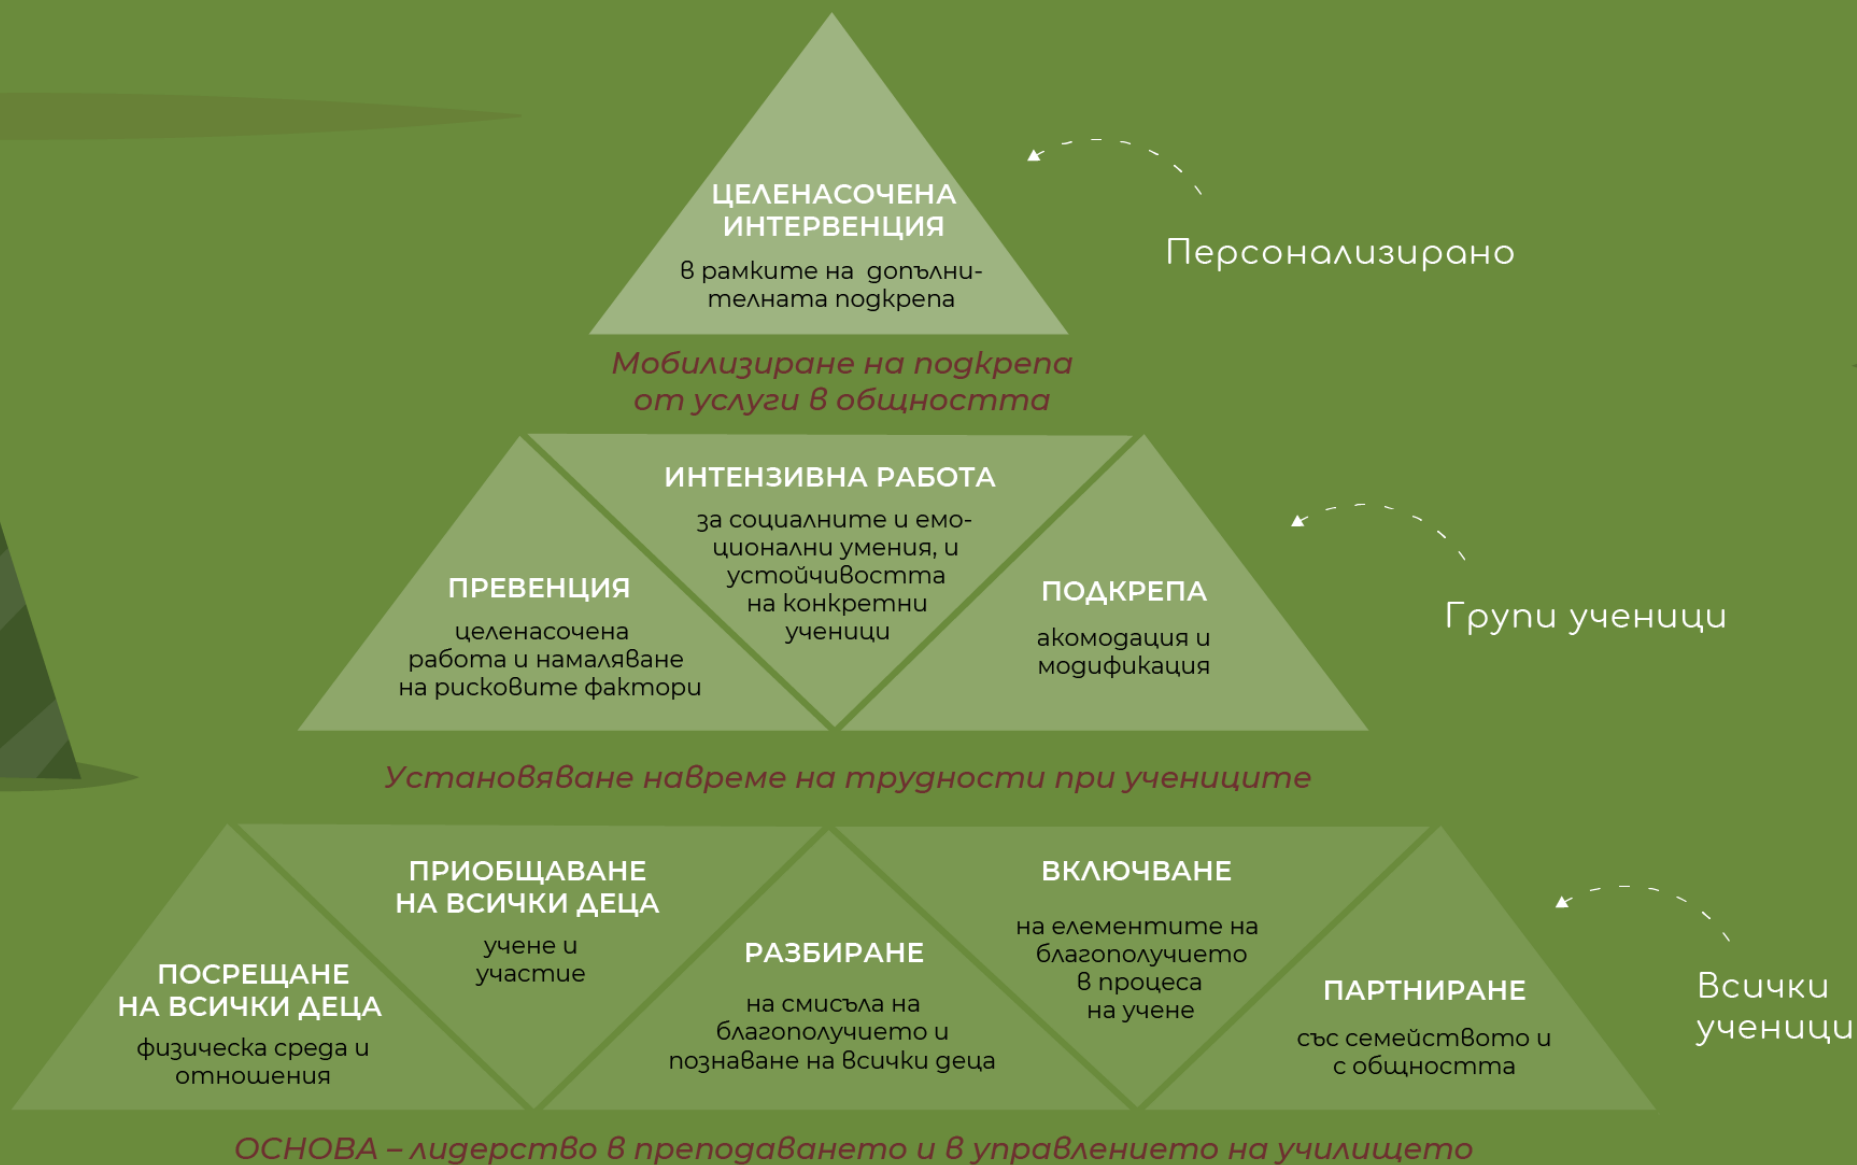 ЦЕЛЕНАСОЧЕНА
ИНТЕРВЕНЦИЯ
в рамките на допълни-
телната подкрепа
Персонализирано
Мобилизиране на подкрепа
от услуги в общността
ИНТЕНЗИВНА РАБОТА
за социалните и емо-
ционални умения, и
устойчивостта
на конкретни
ученици
ПРЕВЕНЦИЯ
целенасочена
работа и намаляване
на рисковите фактори
ПОДКРЕПА
акомодация и
модификация
Групи ученици
Установяване навреме на трудности при учениците
ПОСРЕЩАНЕ
НА ВСИЧКИ ДЕЦА
физическа среда и
отношения
ПРИОБЩАВАНЕ
НА ВСИЧКИ ДЕЦА
учене и
участие
РАЗБИРАНЕ
на смисъла на
благополучието и
познаване на всички деца
ВКЛЮЧВАНЕ
на елементите на
благополучието
в процеса
на учене
ПАРТНИРАНЕ
със семейството и
с общността
Всички
ученици
ОСНОВА – лидерство в преподаването и в управлението на училището